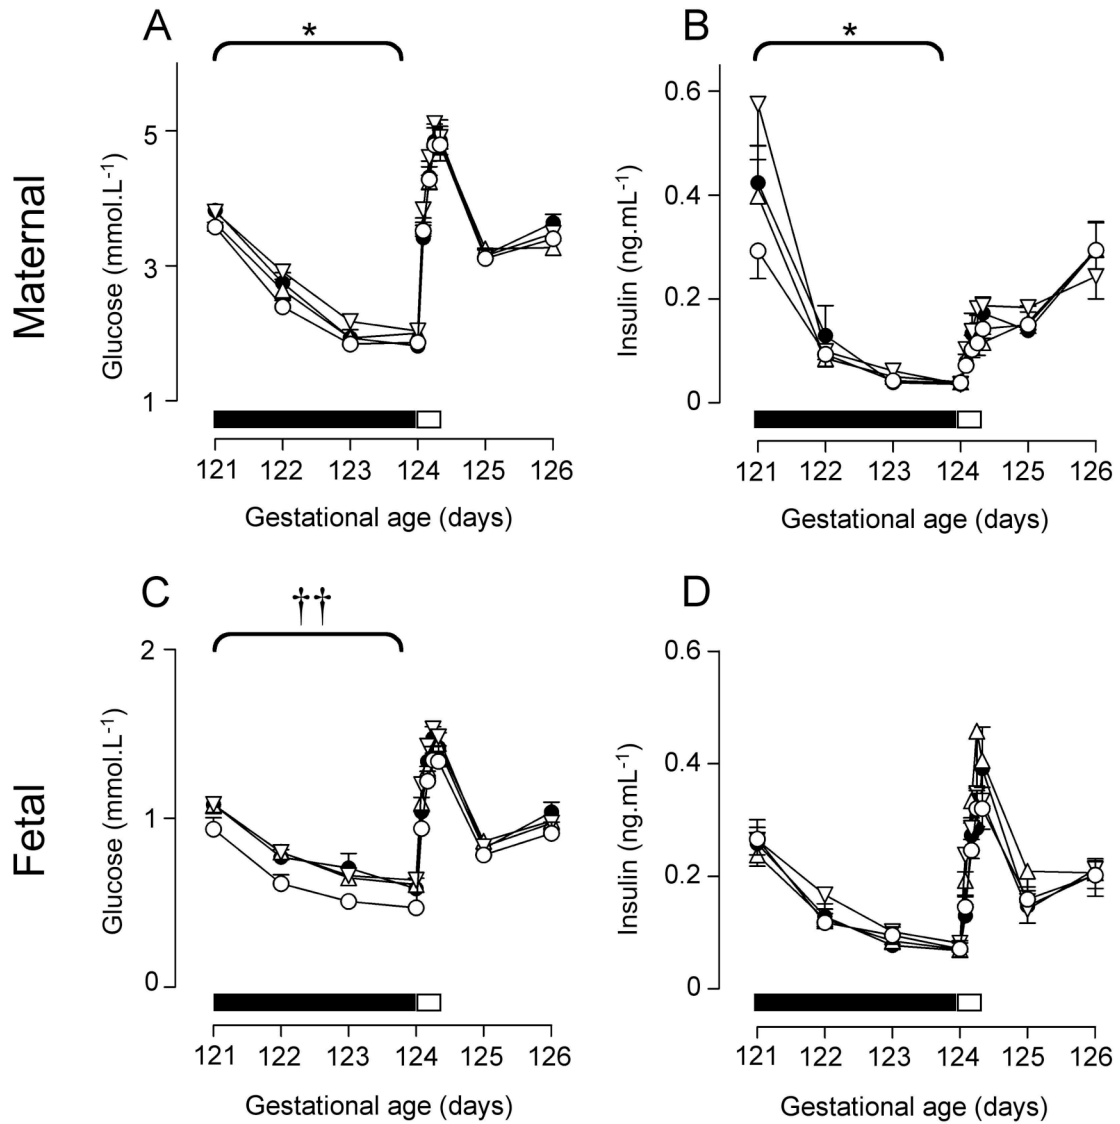 Maternal
A
*
Glucose (mmol.L-1)
5
3
1
121 122 123 124 125 126
Gestational age (days)
B
*
Insulin (ng.mL-1)
0.6
0.4
0.2
0
121 122 123 124 125 126
Gestational age (days)
Fetal
C
††
Glucose (mmol.L-1)
2
1
0
121 122 123 124 125 126
Gestational age (days)
D
Insulin (ng.mL-1)
0.6
0.4
0.2
0
121 122 123 124 125 126
Gestational age (days)